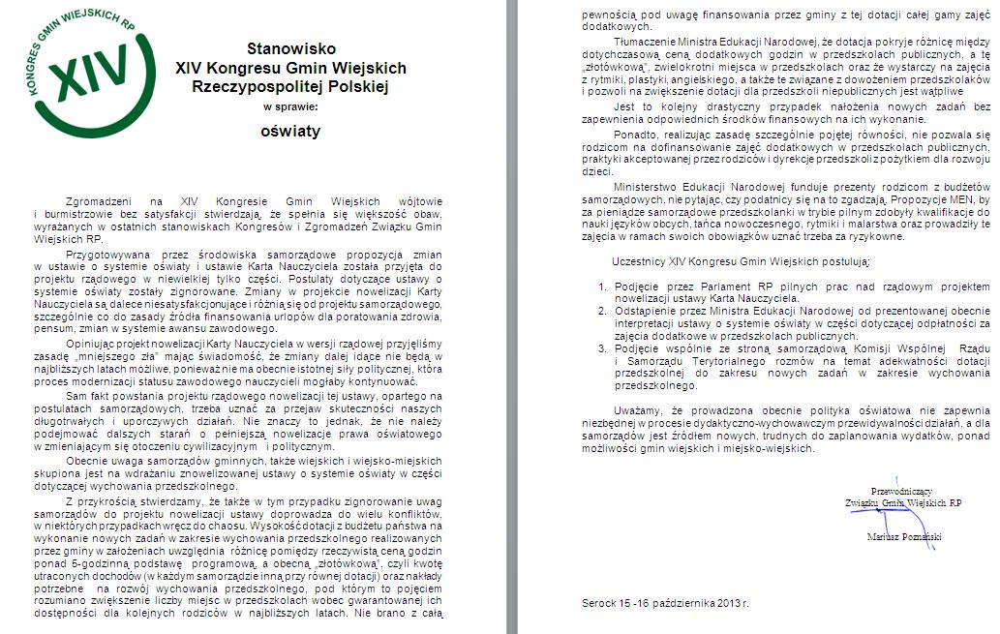 KONGRES GMIN WIEJSKICH RP
XIV
Stanowisko
XIV Kongresu Gmin Wiejskich
Rzeczypospolitej Polskiej
w sprawie:
oświaty
Zgromadzeni na XIV Kongresie Gmin Wiejskich wójtowie
i burmistrzowie bez satysfakcji stwierdzają, że spełnia się większość obaw,
wyrażanych w ostatnich stanowiskach Kongresów i Zgromadzeń Związku Gmin
Wiejskich RP.
Przygotowywana przez środowiska samorządowe propozycja zmian
w ustawie o systemie oświaty i ustawie Karta Nauczyciela została przyjęta do
projektu rządowego w niewielkiej tylko części. Postulaty dotyczące ustawy o
systemie oświaty zostały zignorowane. Zmiany w projekcie nowelizacji Karty
Nauczyciela są dalece niesatysfakcjonujące i różnią się od projektu samorządowego,
szczególnie co do zasady źródła finansowania urlopów dla poratowania zdrowia,
pensum, zmian w systemie awansu zawodowego.
Opiniując projekt nowelizacji Karty Nauczyciela w wersji rządowej przyjęliśmy
zasadę „mniejszego zła” mając świadomość, że zmiany dalej idące nie będą w
najbliższych latach możliwe, ponieważ nie ma obecnie istotnej siły politycznej, która
proces modernizacji statusu zawodowego nauczycieli mogłaby kontynuować.
Sam fakt powstania projektu rządowego nowelizacji tej ustawy, opartego na
postulatach samorządowych, trzeba uznać za przejaw skuteczności naszych
długotrwałych i uporczywych działań. Nie znaczy to jednak, że nie należy
podejmować dalszych starań o pełniejszą nowelizacje prawa oświatowego
w zmieniającym się otoczeniu cywilizacyjnym i politycznym.
Obecnie uwaga samorządów gminnych, także wiejskich i wiejsko-miejskich
skupiona jest na wdrażaniu znowelizowanej ustawy o systemie oświaty w części
dotyczącej wychowania przedszkolnego.
Z przykrością stwierdzamy, że także w tym przypadku zignorowanie uwag
samorządów do projektu nowelizacji ustawy doprowadza do wielu konfliktów,
w niektórych przypadkach wręcz do chaosu. Wysokość dotacji z budżetu państwa na
wykonanie nowych zadań w zakresie wychowania przedszkolnego realizowanych
przez gminy w założeniach uwzględnia różnicę pomiędzy rzeczywistą ceną godzin
ponad 5-godzinną podstawę programową, a obecną „złotówkową”, czyli kwotę
utraconych dochodów (w każdym samorządzie inną przy równej dotacji) oraz nakłady
potrzebne na rozwój wychowania przedszkolnego, pod którym to pojęciem
rozumiano zwiększenie liczby miejsc w przedszkolach wobec gwarantowanej ich
dostępności dla kolejnych rodziców w najbliższych latach. Nie brano z całą
pewnością pod uwagę finansowania przez gminy z tej dotacji całej gamy zajęć
dodatkowych.
Tłumaczenie Ministra Edukacji Narodowej, że dotacja pokryje różnicę między
dotychczasową ceną dodatkowych godzin w przedszkolach publicznych, a tę
„złotówkową”, zwielokrotni miejsca w przedszkolach oraz że wystarczy na zajęcia
z rytmiki, plastyki, angielskiego, a także te związane z dowożeniem przedszkolaków
i pozwoli na zwiększenie dotacji dla przedszkoli niepublicznych jest wątpliwe
Jest to kolejny drastyczny przypadek nałożenia nowych zadań bez
zapewnienia odpowiednich środków finansowych na ich wykonanie.
Ponadto, realizując zasadę szczególnie pojętej równości, nie pozwala się
rodzicom na dofinansowanie zajęć dodatkowych w przedszkolach publicznych,
praktyki akceptowanej przez rodziców i dyrekcje przedszkoli z pożytkiem dla rozwoju
dzieci.
Ministerstwo Edukacji Narodowej funduje prezenty rodzicom z budżetów
samorządowych, nie pytając, czy podatnicy się na to zgadzają. Propozycje MEN, by
za pieniądze samorządowe przedszkolanki w trybie pilnym zdobyły kwalifikacje do
nauki języków obcych, tańca nowoczesnego, rytmiki i malarstwa oraz prowadziły te
zajęcia w ramach swoich obowiązków uznać trzeba za ryzykowne.
Uczestnicy XIV Kongresu Gmin Wiejskich postulują:
1. Podjęcie przez Parlament RP pilnych prac nad rządowym projektem
nowelizacji ustawy Karta Nauczyciela.
2. Odstąpienie przez Ministra Edukacji Narodowej od prezentowanej obecnie
interpretacji ustawy o systemie oświaty w części dotyczącej odpłatności za
zajęcia dodatkowe w przedszkolach publicznych.
3. Podjęcie wspólnie ze stroną samorządową Komisji Wspólnej Rządu
i Samorządu Terytorialnego rozmów na temat adekwatności dotacji
przedszkolnej do zakresu nowych zadań w zakresie wychowania
przedszkolnego.
Uważamy, że prowadzona obecnie polityka oświatowa nie zapewnia
niezbędnej w procesie dydaktyczno-wychowawczym przewidywalności działań, a dla
samorządów jest źródłem nowych, trudnych do zaplanowania wydatków, ponad
możliwości gmin wiejskich i miejsko-wiejskich.
Przewodniczący
Związku Gmin Wiejskich RP
Mariusz Poznański
Serock 15 -16 października 2013 r.